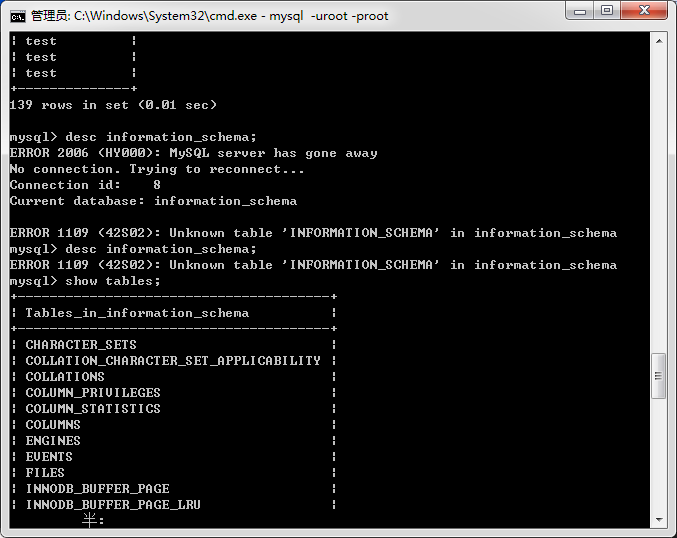 管理员: C:\Windows\System32\cmd.exe - mysql  -uroot -proot
| test          |
| test          |
| test          |
+--------------+
139 rows in set (0.01 sec)
mysql> desc information_schema;
ERROR 2006 (HY000): MySQL server has gone away
No connection. Trying to reconnect...
Connection id:    8
Current database: information_schema
ERROR 1109 (42S02): Unknown table 'INFORMATION_SCHEMA' in information_schema
mysql> desc information_schema;
ERROR 1109 (42S02): Unknown table 'INFORMATION_SCHEMA' in information_schema
mysql> show tables;
+---------------------------------------+
| Tables_in_information_schema          |
+---------------------------------------+
| CHARACTER_SETS                        |
| COLLATION_CHARACTER_SET_APPLICABILITY |
| COLLATIONS                            |
| COLUMN_PRIVILEGES                     |
| COLUMN_STATISTICS                     |
| COLUMNS                               |
| ENGINES                               |
| EVENTS                                |
| FILES                                 |
| INNODB_BUFFER_PAGE                    |
| INNODB_BUFFER_PAGE_LRU                |
半: